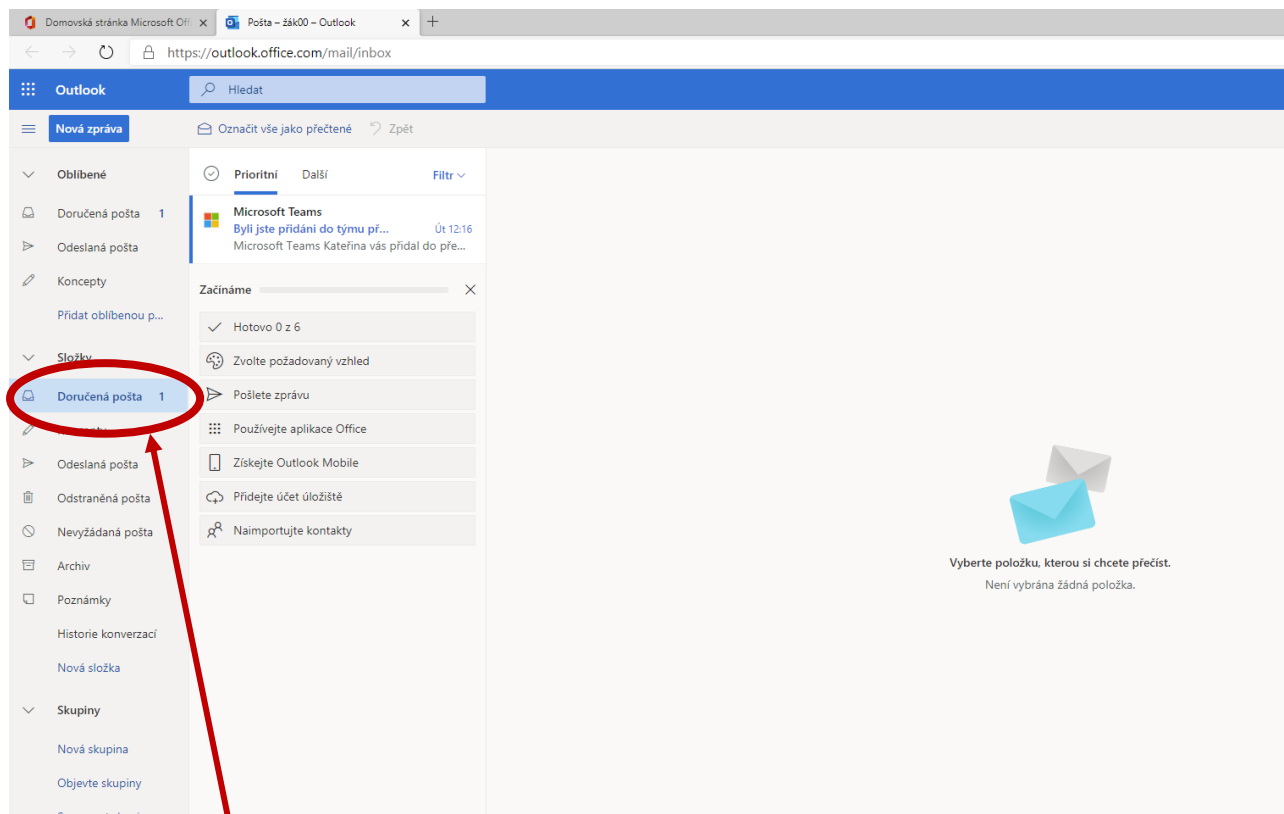 Domovská stránka Microsoft Off
Pošta – žák00 – Outlook
https://outlook.office.com/mail/inbox
Outlook
Hledat
Nová zpráva
Označit vše jako přečtené
Zpět
Oblíbené
Doručená pošta 1
Odeslaná pošta
Koncepty
Přidat oblíbenou p...
Složky
Doručená pošta 1
Odeslaná pošta
Odstraněná pošta
Nevyžádaná pošta
Archiv
Poznámky
Historie konverzací
Nová složka
Skupiny
Nová skupina
Objevte skupiny
Prioritní
Další
Filtr
Microsoft Teams
Byli jste přidáni do týmu př... Út 12:16
Microsoft Teams Kateřina vás přidal do pře...
Začínáme
Hotovo 0 z 6
Zvolte požadovaný vzhled
Pošlete zprávu
Používejte aplikace Office
Získejte Outlook Mobile
Přidejte účet úložiště
Naimportujte kontakty
Vyberte položku, kterou si chcete přečíst.
Není vybrána žádná položka.